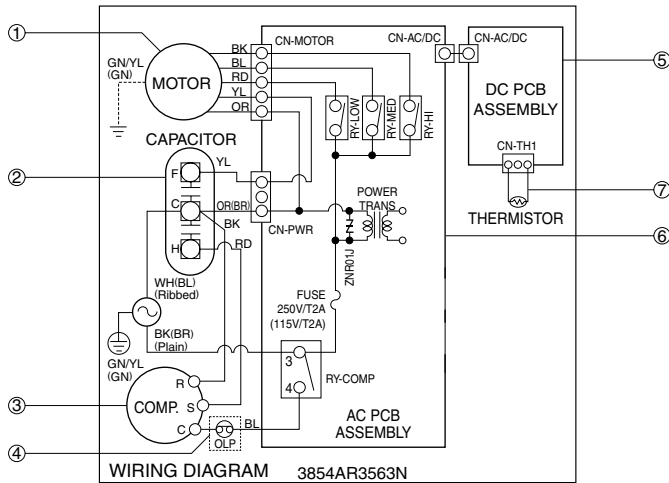 1
BK
CN-MOTOR
CN-AC/DC
CN-AC/DC
GN/YL
(GN)
BL
MOTOR
RD
YL
OR
5
DC PCB
ASSEMBLY
RY-LOW
RY-MED
RY-HI
CAPACITOR
CN-TH1
2
F
YL
7
C
OR(BR)
POWER
TRANS
THERMISTOR
BK
CN-PWR
6
H
RD
ZNR01J
WH(BL)
(Ribbed)
FUSE
250V/T2A
(115V/T2A)
BK(BR)
(Plain)
GN/YL
(GN)
3
RY-COMP
4
R
3
COMP.
S
C
BL
AC PCB
ASSEMBLY
4
OLP
WIRING DIAGRAM 3854AR3563N